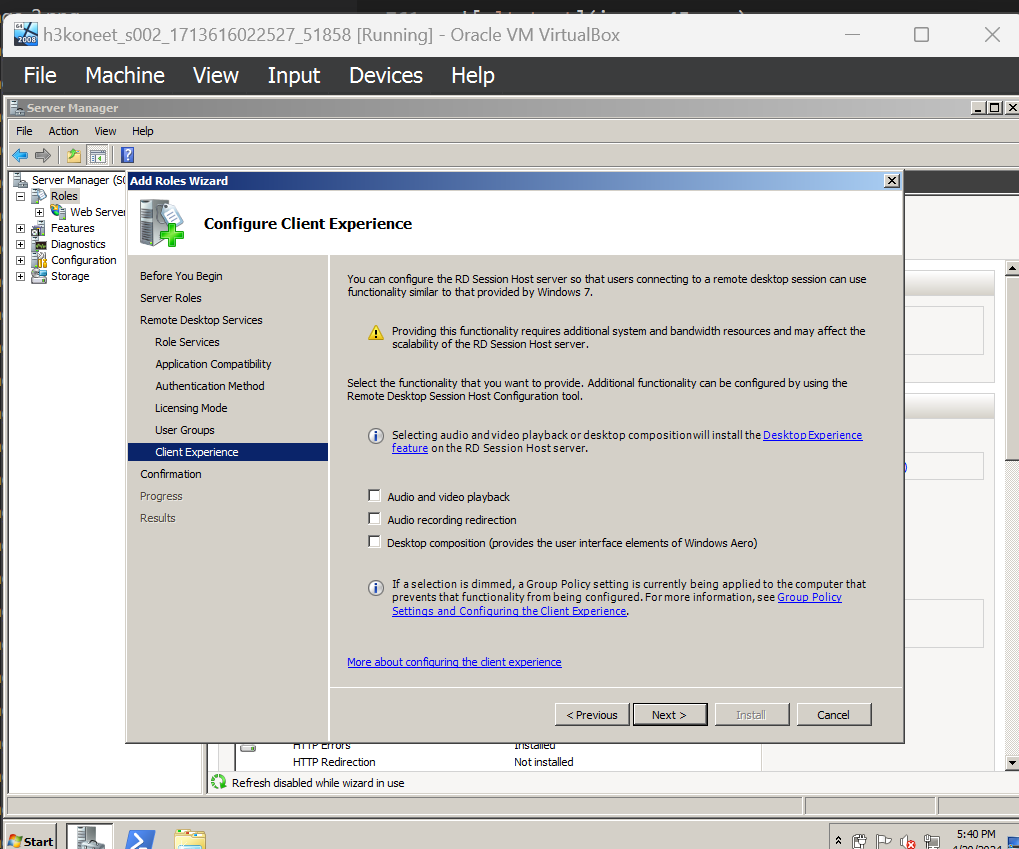 h3koneet_s002_1713616022527_51858 [Running] - Oracle VM VirtualBox
File Machine View Input Devices Help
Server Manager
File Action View Help
Server Manager (S
Roles
Web Server
Features
Diagnostics
Configuration
Storage
Add Roles Wizard
Configure Client Experience
Before You Begin
Server Roles
Remote Desktop Services
Role Services
Application Compatibility
Authentication Method
Licensing Mode
User Groups
Client Experience
Confirmation
Progress
Results
You can configure the RD Session Host server so that users connecting to a remote desktop session can use
functionality similar to that provided by Windows 7.
Providing this functionality requires additional system and bandwidth resources and may affect the
scalability of the RD Session Host server.
Select the functionality that you want to provide. Additional functionality can be configured by using the
Remote Desktop Session Host Configuration tool.
Selecting audio and video playback or desktop composition will install the Desktop Experience
feature on the RD Session Host server.
Audio and video playback
Audio recording redirection
Desktop composition (provides the user interface elements of Windows Aero)
If a selection is dimmed, a Group Policy setting is currently being applied to the computer that
prevents that functionality from being configured. For more information, see Group Policy
Settings and Configuring the Client Experience.
More about configuring the client experience
< Previous Next > Install Cancel
HTTP Errors Installed
HTTP Redirection Not installed
Refresh disabled while wizard in use
Start
5:40 PM